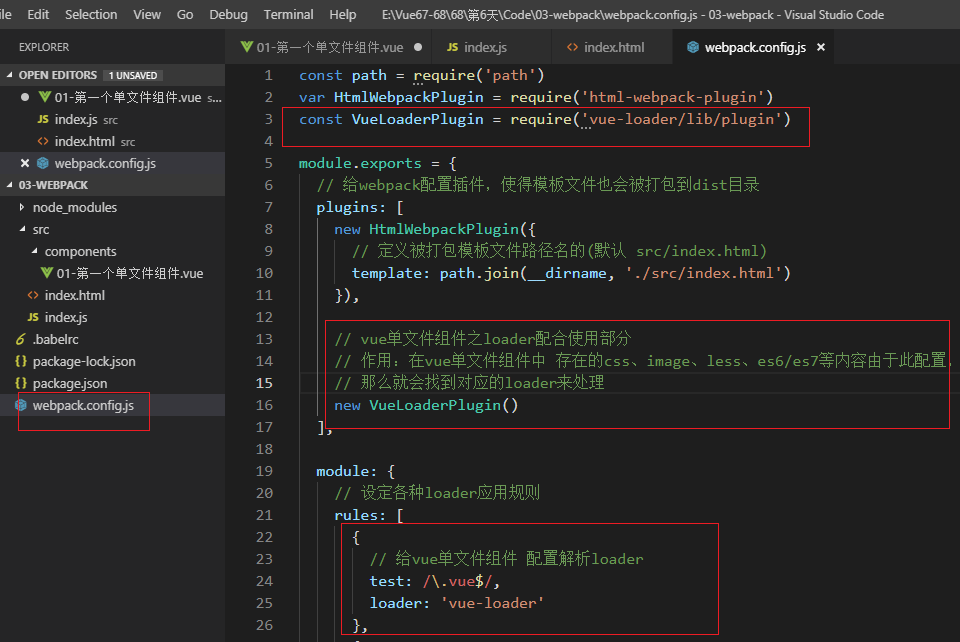 ile Edit Selection View Go Debug Terminal Help E:\Vue67-68\68\第6天\Code\03-webpack\webpack.config.js - 03-webpack - Visual Studio Code
EXPLORER
OPEN EDITORS 1 UNSAVED
01-第一个单文件组件.vue s...
JS index.js src
<> index.html src
webpack.config.js
03-WEBPACK
node_modules
src
components
01-第一个单文件组件.vue
<> index.html
JS index.js
.babelrc
{} package-lock.json
{} package.json
webpack.config.js
01-第一个单文件组件.vue JS index.js <> index.html webpack.config.js
1 const path = require('path')
2 var HtmlWebpackPlugin = require('html-webpack-plugin')
3 const VueLoaderPlugin = require('vue-loader/lib/plugin')
4
5 module.exports = {
6 // 给webpack配置插件，使得模板文件也会被打包到dist目录
7 plugins: [
8 new HtmlWebpackPlugin({
9 // 定义被打包模板文件路径名的(默认 src/index.html)
10 template: path.join(__dirname, './src/index.html')
11 }),
12
13 // vue单文件组件之loader配合使用部分
14 // 作用：在vue单文件组件中 存在的css、image、less、es6/es7等内容由于此配置，
15 // 那么就会找到对应的loader来处理
16 new VueLoaderPlugin()
17 ],
18
19 module: {
20 // 设定各种loader应用规则
21 rules: [
22 {
23 // 给vue单文件组件 配置解析loader
24 test: /\.vue$/,
25 loader: 'vue-loader'
26 },